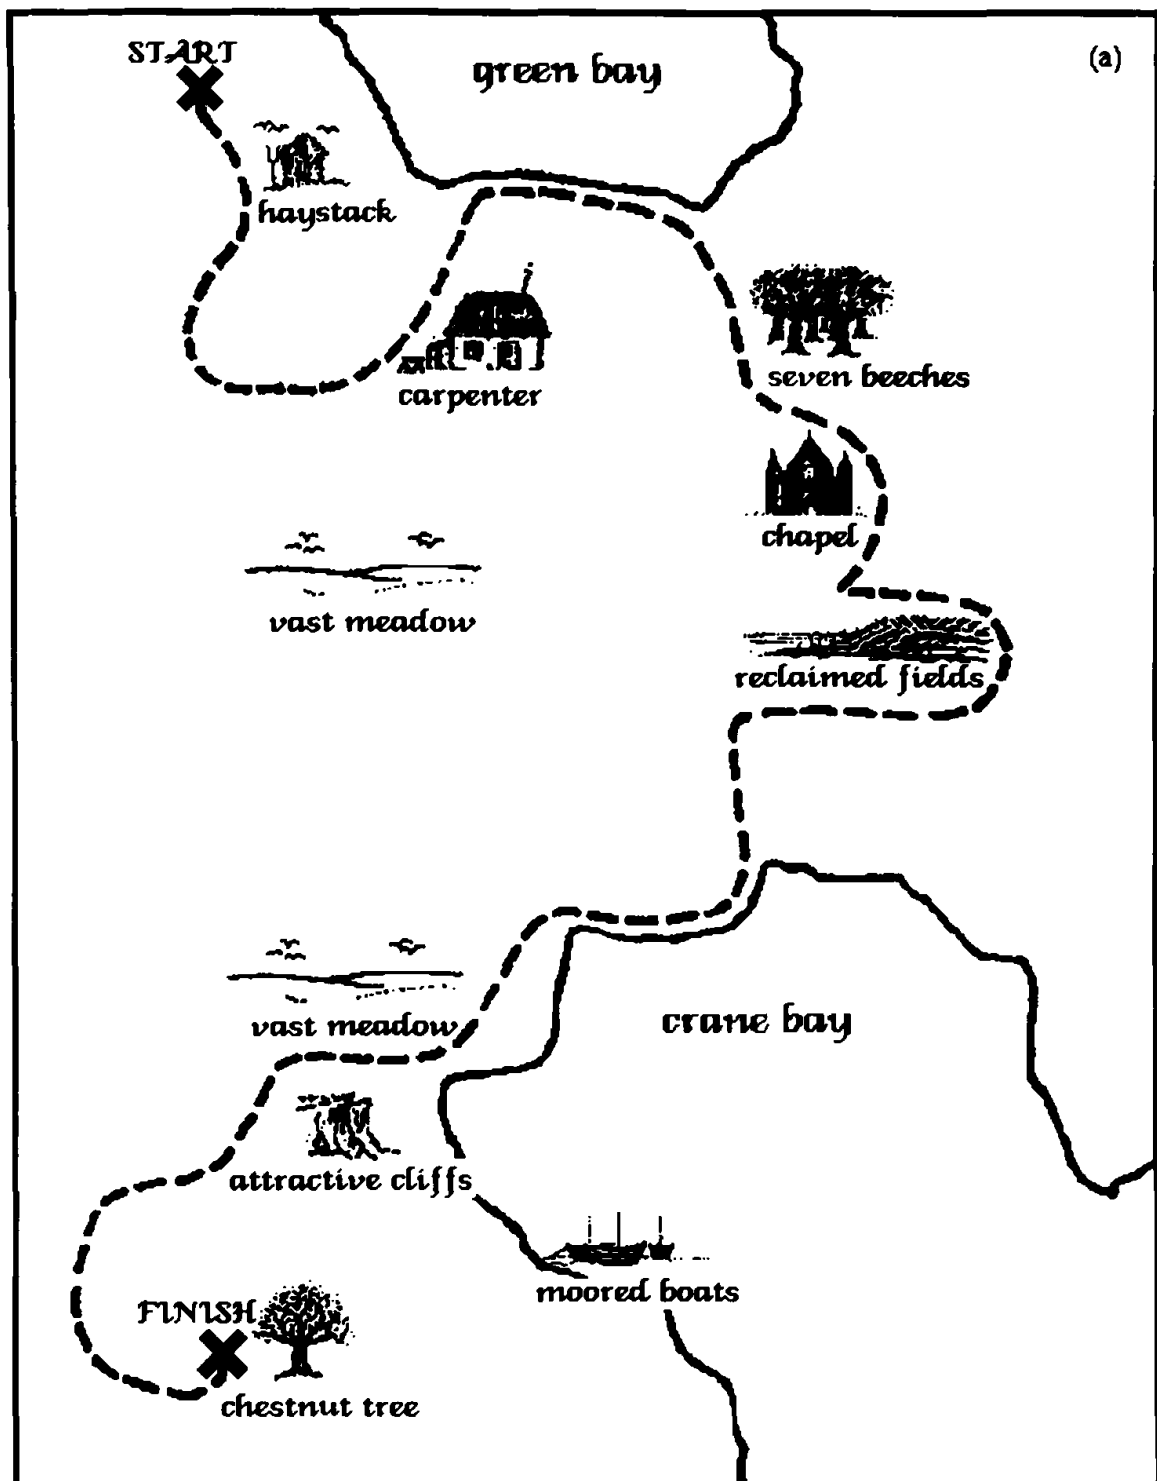 START
green bay
(a)
haystack
carpenter
seven beeches
chapel
vast meadow
reclaimed fields
vast meadow
crane bay
attractive cliffs
moored boats
FINISH
chestnut tree